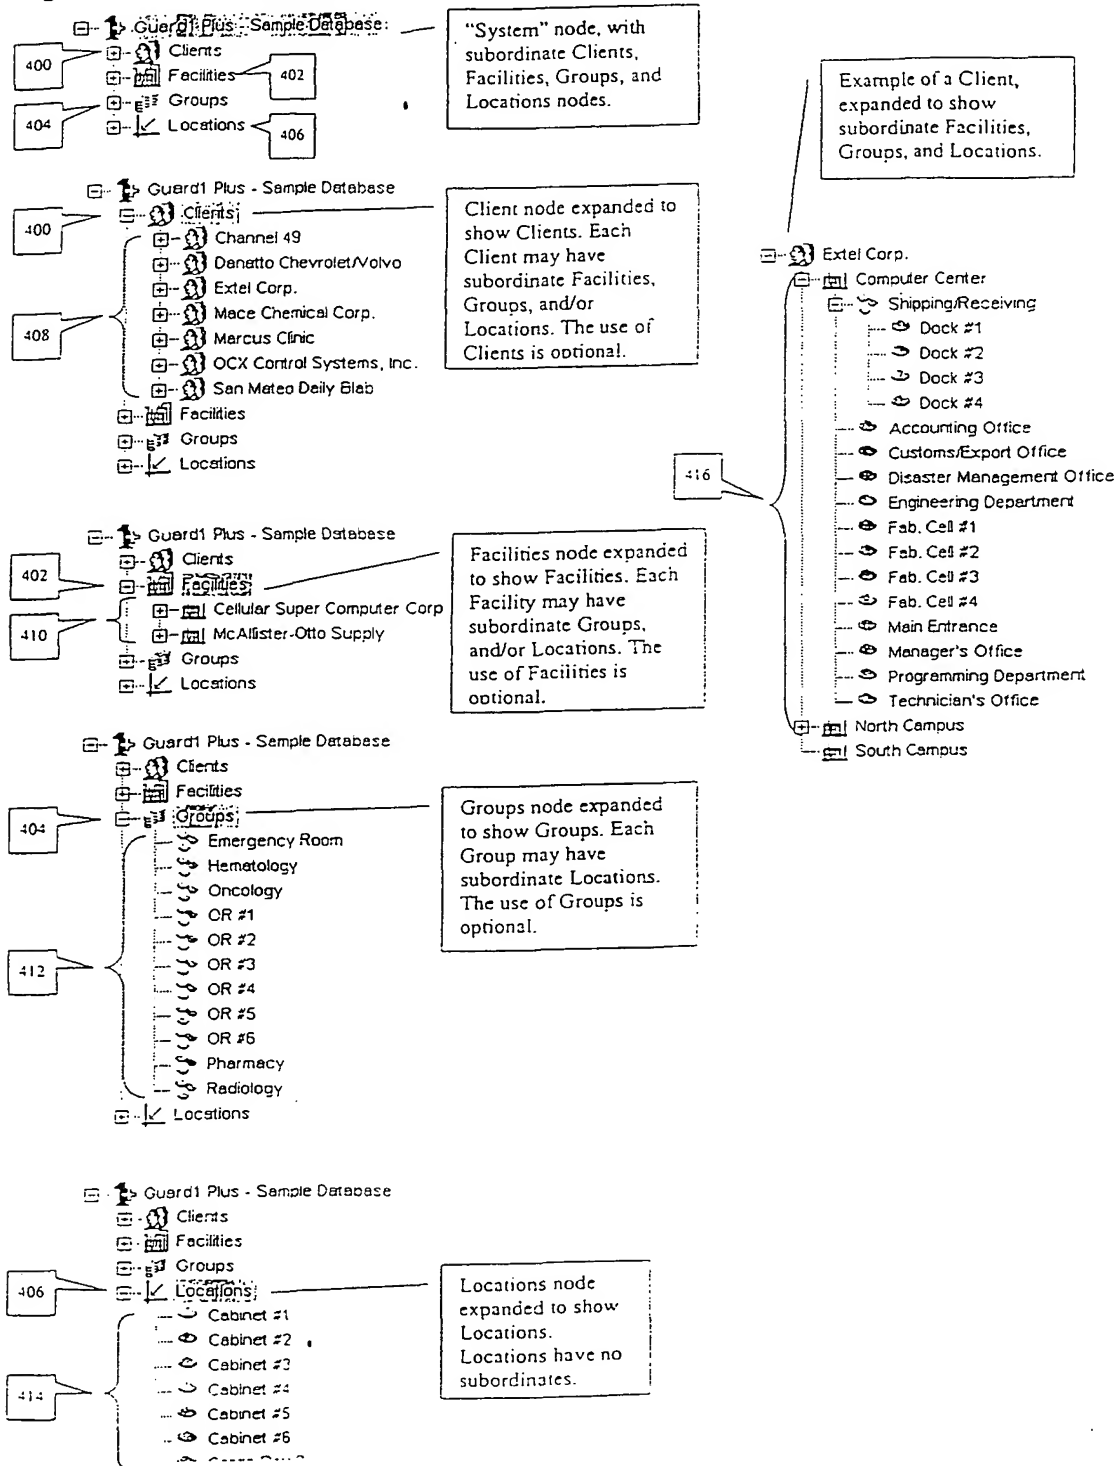 Guard1 Plus - Sample Database
400
Clients
Facilities
402
404
Groups
Locations
406
"System" node, with
subordinate Clients,
Facilities, Groups, and
Locations nodes.
Guard1 Plus - Sample Database
400
Clients
Channel 49
Danatto Chevrolet/Volvo
Extel Corp.
Mace Chemical Corp.
Marcus Clinic
OCX Control Systems, Inc.
San Mateo Daily Blab
408
Facilities
Groups
Locations
Client node expanded to
show Clients. Each
Client may have
subordinate Facilities,
Groups, and/or
Locations. The use of
Clients is optional.
Guard1 Plus - Sample Database
Clients
402
Facilities
410
Cellular Super Computer Corp
McAllister-Otto Supply
Groups
Locations
Facilities node expanded
to show Facilities. Each
Facility may have
subordinate Groups,
and/or Locations. The
use of Facilities is
optional.
Guard1 Plus - Sample Database
Clients
Facilities
404
Groups
Emergency Room
Hematology
Oncology
OR #1
OR #2
OR #3
OR #4
OR #5
OR #6
Pharmacy
Radiology
412
Locations
Groups node expanded
to show Groups. Each
Group may have
subordinate Locations.
The use of Groups is
optional.
Guard1 Plus - Sample Database
Clients
Facilities
Groups
406
Locations
Cabinet #1
Cabinet #2
Cabinet #3
Cabinet #4
Cabinet #5
Cabinet #6
414
Locations node
expanded to show
Locations.
Locations have no
subordinates.
Example of a Client,
expanded to show
subordinate Facilities,
Groups, and Locations.
Extel Corp.
Computer Center
Shipping/Receiving
Dock #1
Dock #2
Dock #3
Dock #4
Accounting Office
Customs/Export Office
Disaster Management Office
Engineering Department
Fab. Cell #1
Fab. Cell #2
Fab. Cell #3
Fab. Cell #4
Main Entrance
Manager's Office
Programming Department
Technician's Office
416
North Campus
South Campus